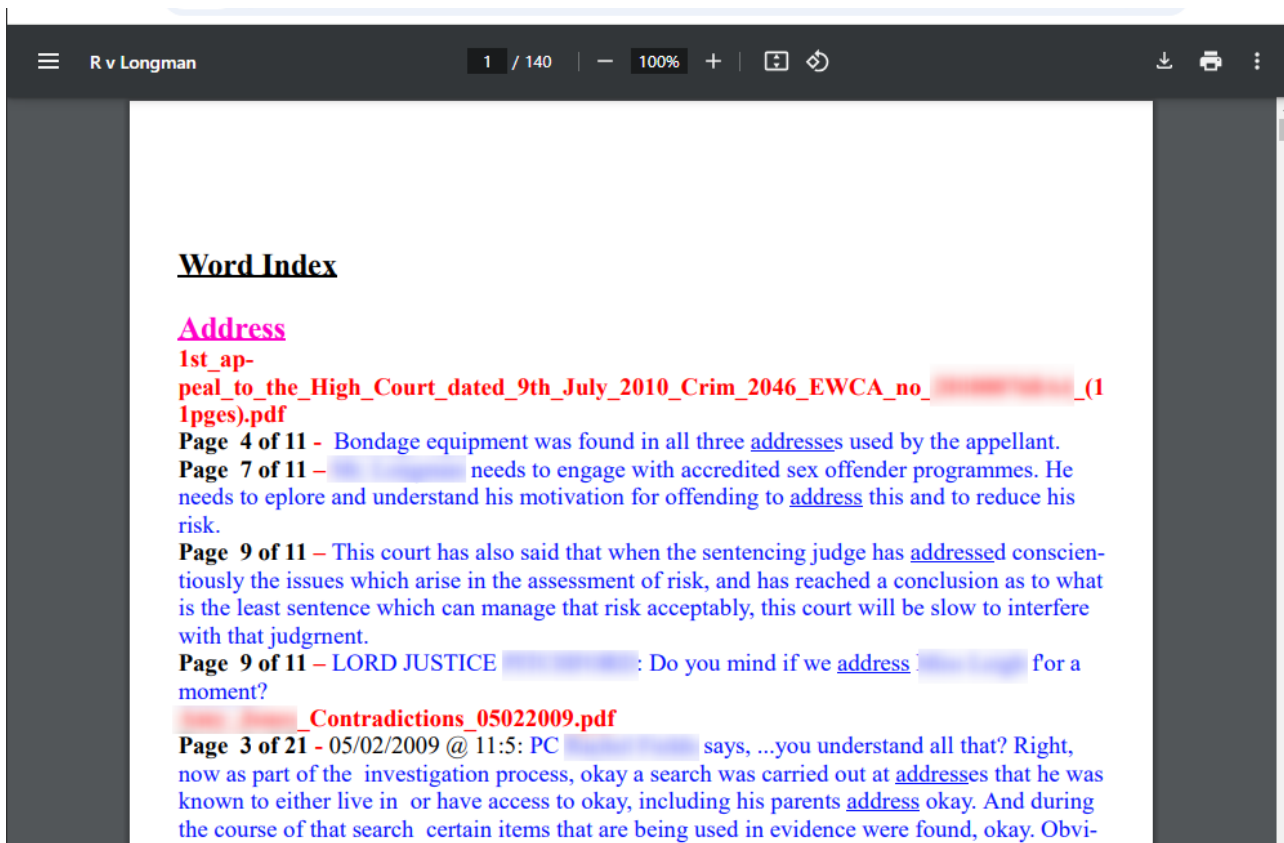 R v Longman
1 / 140
100%
Word Index
Address
1st_ap-
peal_to_the_High_Court_dated_9th_July_2010_Crim_2046_EWCA_no_ _(1
1pges).pdf
Page 4 of 11 - Bondage equipment was found in all three addresses used by the appellant.
Page 7 of 11 – needs to engage with accredited sex offender programmes. He
needs to eplore and understand his motivation for offending to address this and to reduce his
risk.
Page 9 of 11 – This court has also said that when the sentencing judge has addressed conscien-
tiously the issues which arise in the assessment of risk, and has reached a conclusion as to what
is the least sentence which can manage that risk acceptably, this court will be slow to interfere
with that judgrnent.
Page 9 of 11 – LORD JUSTICE : Do you mind if we address f'or a
moment?
_Contradictions_05022009.pdf
Page 3 of 21 - 05/02/2009 @ 11:5: PC says, ...you understand all that? Right,
now as part of the investigation process, okay a search was carried out at addresses that he was
known to either live in or have access to okay, including his parents address okay. And during
the course of that search certain items that are being used in evidence were found, okay. Obvi-